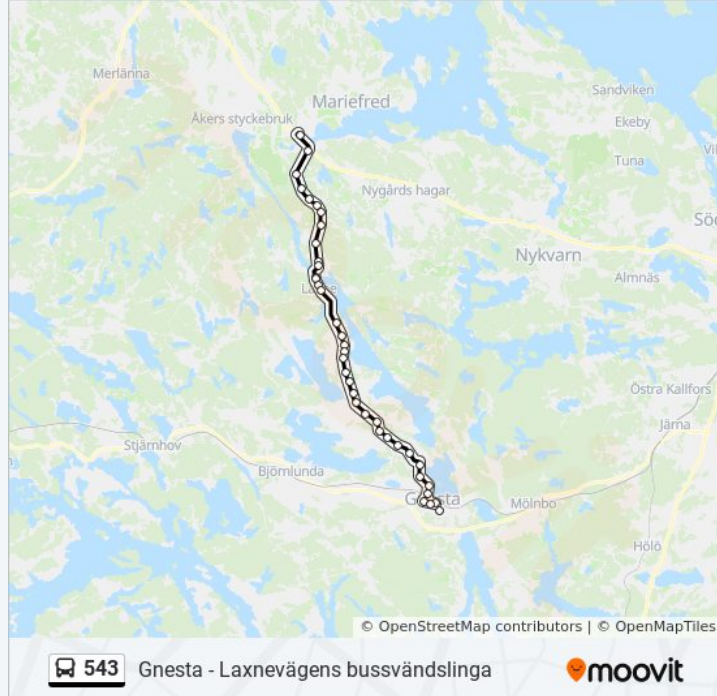 Merlänna
Mariefred
Sandviken
Åkers styckebruk
Ekeby
Tuna
Nygårds hagar
Nykvarn
Almnäs
Östra Kallfors
Järna
Stjärnhov
Björnlunda
Gnesta
Mölnbo
Hölö
© OpenStreetMap contributors | © OpenMapTiles
543 Gnesta - Laxnevägens bussvändslinga moovit